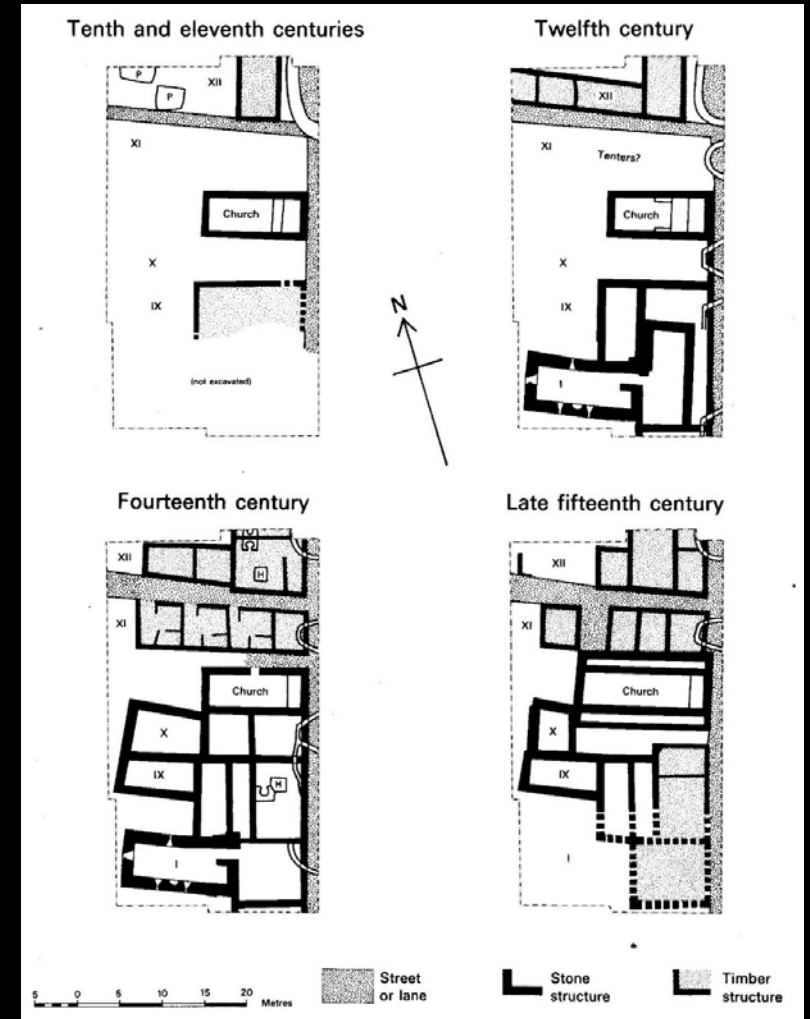 Tenth and eleventh centuries
P
XII
P
XI
Church
X
IX
(not excavated)
Twelfth century
XII
XI
Tenters?
Church
X
IX
I
N
Fourteenth century
XII
H
XI
Church
X
IX
H
I
Late fifteenth century
XII
XI
Church
X
IX
I
5 0 5 10 15 20 Metres
Street
or lane
Stone
structure
Timber
structure